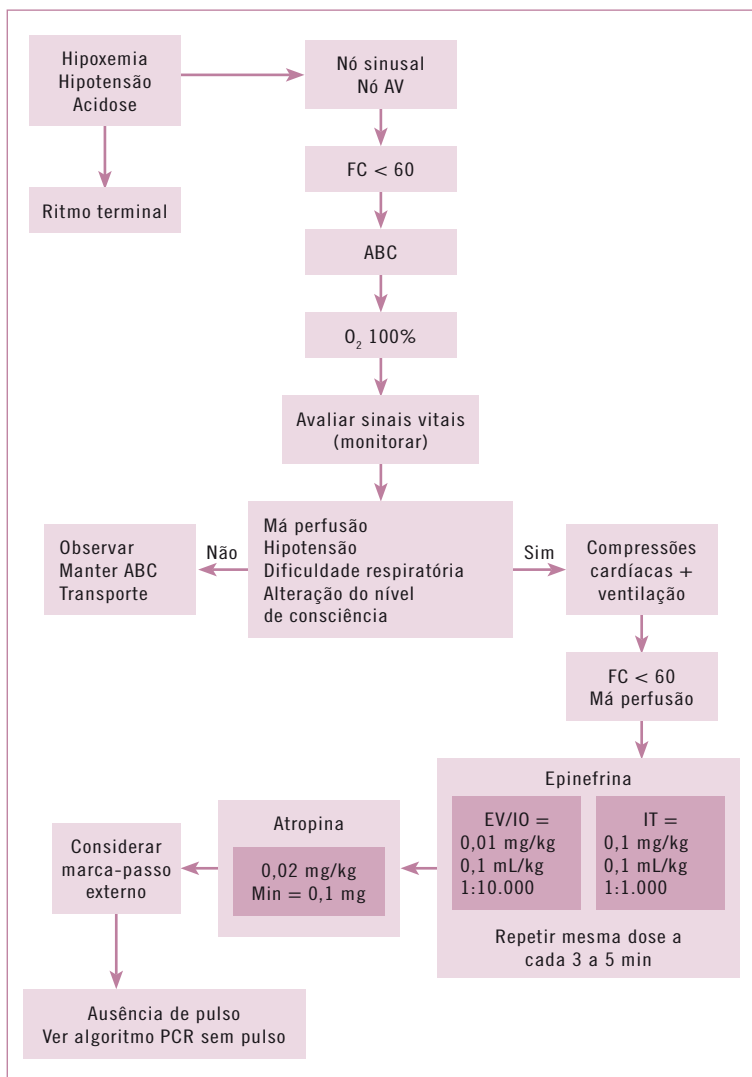 Hipoxemia
Hipotensão
Acidose
Nó sinusal
Nó AV
Ritmo terminal
FC < 60
ABC
O₂ 100%
Avaliar sinais vitais
(monitorar)
Observar
Manter ABC
Transporte
Não
Má perfusão
Hipotensão
Dificuldade respiratória
Alteração do nível
de consciência
Sim
Compressões
cardíacas +
ventilação
FC < 60
Má perfusão
Epinefrina
EV/IO =
0,01 mg/kg
0,1 mL/kg
1:10.000
IT =
0,1 mg/kg
0,1 mL/kg
1:1.000
Repetir mesma dose a
cada 3 a 5 min
Atropina
0,02 mg/kg
Min = 0,1 mg
Considerar
marca-passo
externo
Ausência de pulso
Ver algoritmo PCR sem pulso